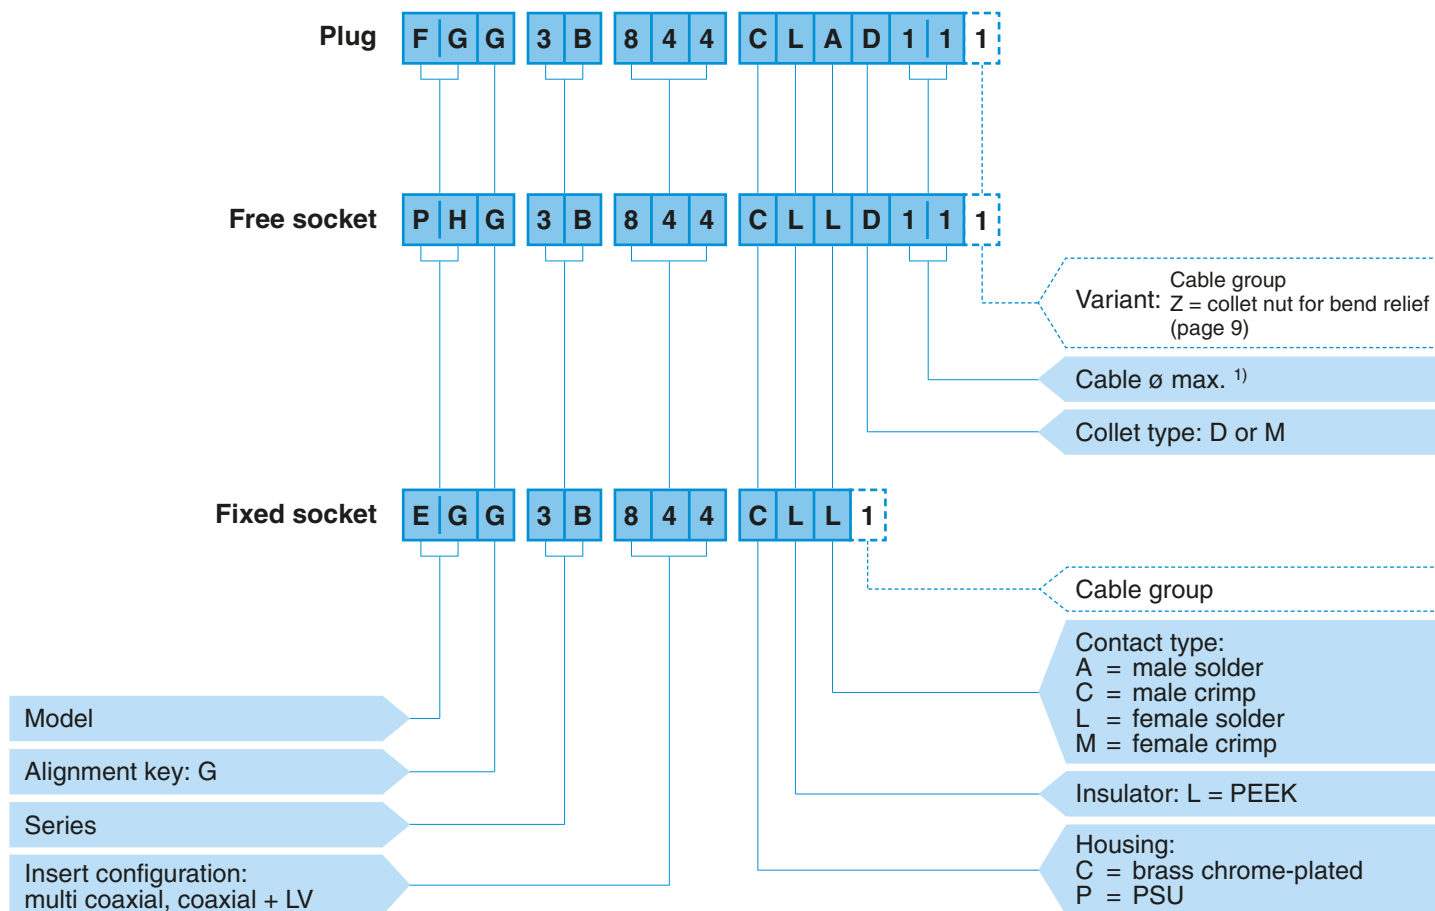 Plug F G G 3 B 8 4 4 C L A D 1 1 1
Free socket P H G 3 B 8 4 4 C L L D 1 1 1
Variant: Cable group
Z = collet nut for bend relief
(page 9)
Cable ø max. 1)
Collet type: D or M
Fixed socket E G G 3 B 8 4 4 C L L 1
Cable group
Contact type:
A = male solder
C = male crimp
L = female solder
M = female crimp
Model
Alignment key: G
Insulator: L = PEEK
Series
Housing:
C = brass chrome-plated
P = PSU
Insert configuration:
multi coaxial, coaxial + LV